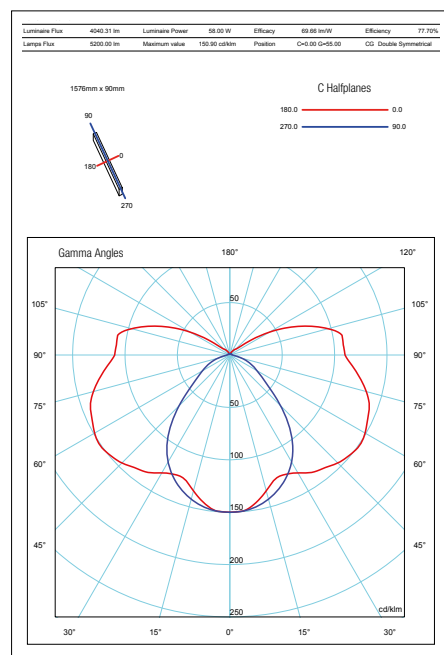 Luminaire Flux 4040.31 lm Luminaire Power 58.00 W Efficacy 69.66 lm/W Efficiency 77.70%
Lamps Flux 5200.00 lm Maximum value 150.90 cd/klm Position C=0.00 G=55.00 CG Double Symmetrical
1576mm x 90mm
90
0
180
270
C Halfplanes
180.0 0.0
270.0 90.0
Gamma Angles 180° 120°
50
105° 105°
90° 90°
50
75° 75°
100
60° 60°
150
45° 45°
200
cd/klm
250
30° 15° 0° 15° 30°